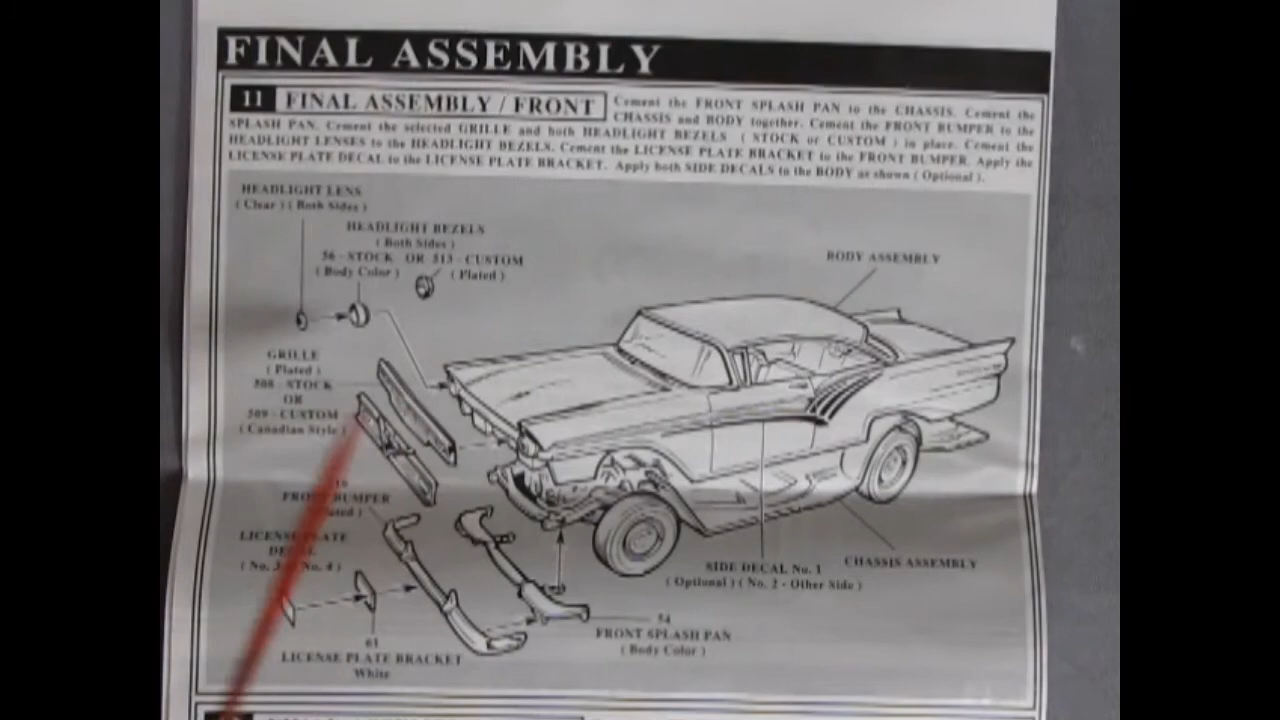 FINAL ASSEMBLY
11 FINAL ASSEMBLY / FRONT
Cement the FRONT SPLASH PAN to the CHASSIS. Cement the
CHASSIS and BODY together. Cement the FRONT BUMPER to the
SPLASH PAN. Cement the selected GRILLE and both HEADLIGHT BEZELS ( STOCK or CUSTOM ) in place. Cement the
HEADLIGHT LENSES to the HEADLIGHT BEZELS. Cement the LICENSE PLATE BRACKET to the FRONT BUMPER. Apply the
LICENSE PLATE DECAL to the LICENSE PLATE BRACKET. Apply both SIDE DECALS to the BODY as shown ( Optional ).
HEADLIGHT LENS
( Clear ) ( Both Sides )
HEADLIGHT BEZELS
( Both Sides )
56 - STOCK OR 513 - CUSTOM
( Body Color ) ( Plated )
BODY ASSEMBLY
GRILLE
( Plated )
508 - STOCK
OR
509 - CUSTOM
( Canadian Style )
FRONT BUMPER
LICENSE PLATE
SIDE DECAL No. 1
( Optional ) ( No. 2 - Other Side )
CHASSIS ASSEMBLY
54
FRONT SPLASH PAN
( Body Color )
61
LICENSE PLATE BRACKET
White